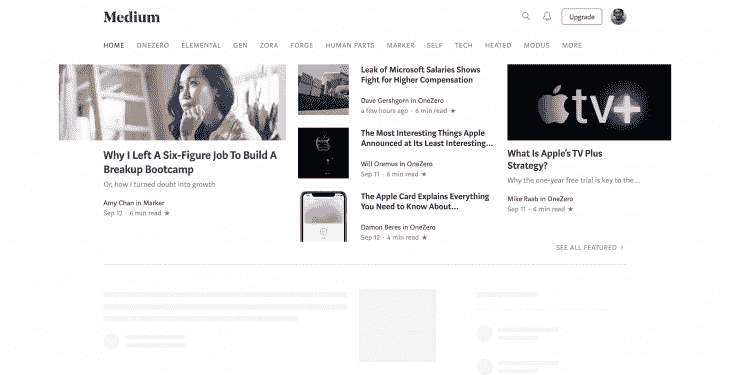 Medium
Upgrade
HOME ONEZERO ELEMENTAL GEN ZORA FORGE HUMAN PARTS MARKER SELF TECH HEATED MODUS MORE
Why I Left A Six-Figure Job To Build A
Breakup Bootcamp
Or, how I turned doubt into growth
Amy Chan in Marker
Sep 12 · 6 min read ★
Leak of Microsoft Salaries Shows
Fight for Higher Compensation
Dave Gershgorn in OneZero
a few hours ago · 6 min read ★
The Most Interesting Things Apple
Announced at Its Least Interesting…
Will Oremus in OneZero
Sep 11 · 6 min read ★
The Apple Card Explains Everything
You Need to Know About…
Damon Beres in OneZero
Sep 12 · 4 min read ★
tv+
What Is Apple’s TV Plus
Strategy?
Why the one-year free trial is key to the…
Mike Raab in OneZero
Sep 11 · 6 min read ★
SEE ALL FEATURED >